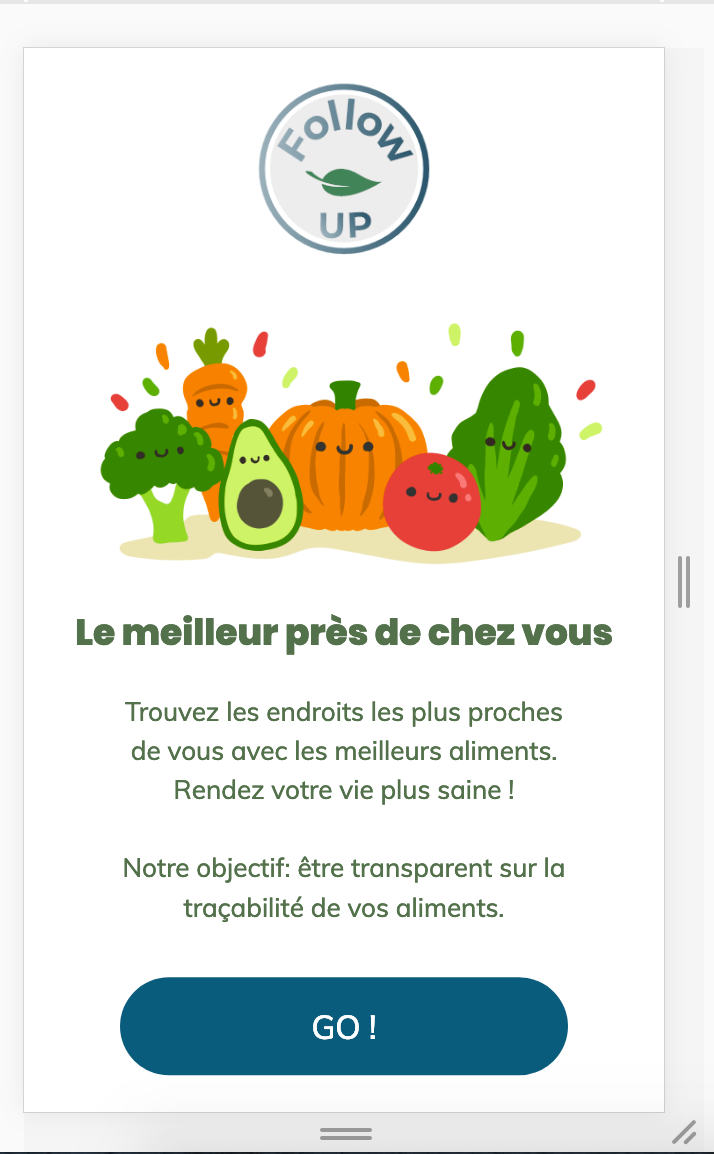 Follow
UP
Le meilleur près de chez vous
Trouvez les endroits les plus proches
de vous avec les meilleurs aliments.
Rendez votre vie plus saine !
Notre objectif: être transparent sur la
traçabilité de vos aliments.
GO !